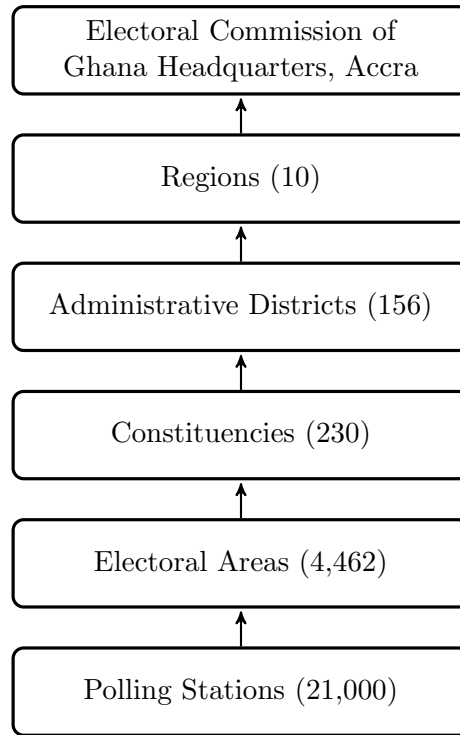 Electoral Commission of
Ghana Headquarters, Accra
Regions (10)
Administrative Districts (156)
Constituencies (230)
Electoral Areas (4,462)
Polling Stations (21,000)